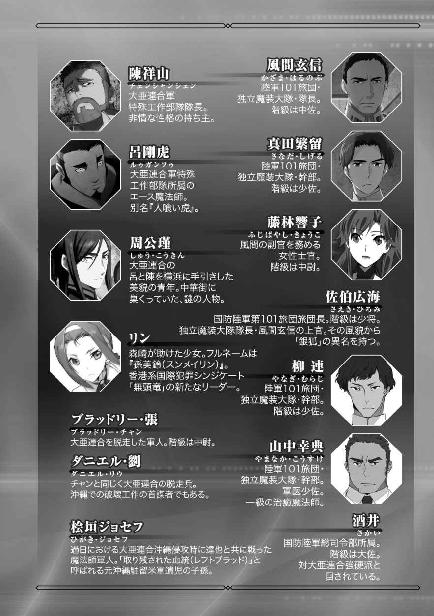 風間玄信
かざま・はるのぶ
陸軍101旅団・
独立魔装大隊・隊長。
階級は中佐。
真田繁留
さなだ・しげる
陸軍101旅団・
独立魔装大隊・幹部。
階級は少佐。
藤林響子
ふじばやし・きょうこ
風間の副官を務める
女性士官。
階級は中尉。
佐伯広海
さえき・ひろみ
国防陸軍第101旅団旅団長。階級は少将。
独立魔装大隊隊長・風間玄信の上官。その風貌から
「銀狐」の異名を持つ。
柳 連
やなぎ・むらじ
陸軍101旅団・
独立魔装大隊・幹部。
階級は少佐。
山中幸典
やまなか・こうすけ
陸軍101旅団・
独立魔装大隊・幹部。
軍医少佐。
一級の治癒魔法師。
酒井
さかい
国防陸軍総司令部所属。
階級は大佐。
対大亜連合強硬派と
目されている。
陳祥山
チェンシャンシェン
大亜連合軍
特殊工作部隊隊長。
非情な性格の持ち主。
呂剛虎
ルゥガンフゥ
大亜連合軍特殊
工作部隊所属の
エース魔法師。
別名『人喰い虎』。
周公瑾
しゅう・こうきん
大亜連合の
呂と陳を横浜に手引きした
美貌の青年。中華街に
巣くっていた、謎の人物。
リン
森崎が助けた少女。フルネームは
『孫美鈴(スンメイリン)』。
香港系国際犯罪シンジケート
『無頭竜』の新たなリーダー。
ブラッドリー・張
ブラッドリー・チャン
大亜連合を脱走した軍人。階級は中尉。
ダニエル・劉
ダニエル・リウ
チャンと同じく大亜連合の脱走兵。
沖縄での破壊工作の首謀者でもある。
桧垣ジョセフ
ひがき・ジョセフ
過日における大亜連合沖縄侵攻時に達也と共に戦った
魔法師軍人。『取り残された血統(レフトブラッド)』と
呼ばれる元沖縄駐留米軍遺児の子孫。